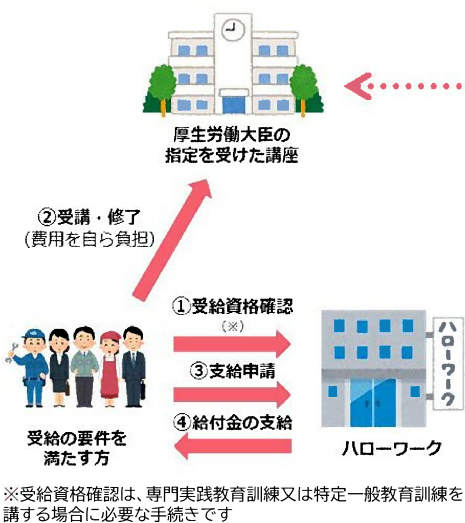 厚生労働大臣の
指定を受けた講座
②受講・修了
(費用を自ら負担)
①受給資格確認
(※)
③支給申請
④給付金の支給
受給の要件を
満たす方
ハローワーク
ハローワーク
※受給資格確認は、専門実践教育訓練又は特定一般教育訓練を
講する場合に必要な手続きです